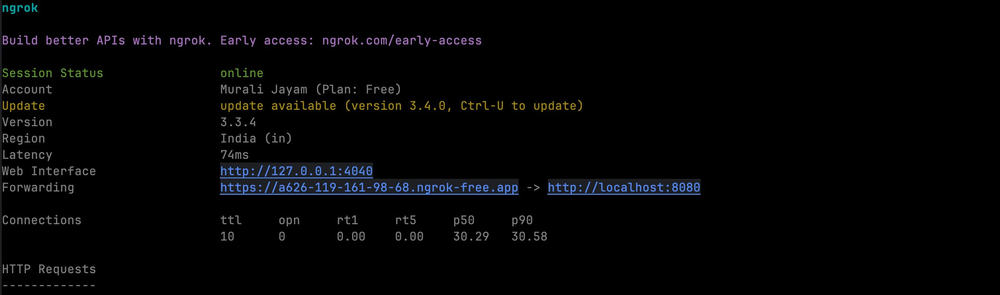 ngrok
Build better APIs with ngrok. Early access: ngrok.com/early-access
Session Status online
Account Murali Jayam (Plan: Free)
Update update available (version 3.4.0, Ctrl-U to update)
Version 3.3.4
Region India (in)
Latency 74ms
Web Interface http://127.0.0.1:4040
Forwarding https://a626-119-161-98-68.ngrok-free.app -> http://localhost:8080
Connections ttl opn rt1 rt5 p50 p90
10 0 0.00 0.00 30.29 30.58
HTTP Requests
-------------